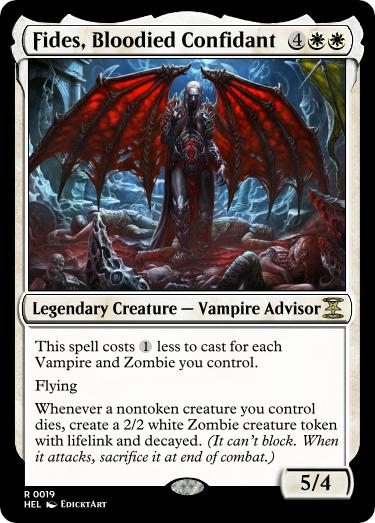 Fides, Bloodied Confidant 4
Legendary Creature — Vampire Advisor
This spell costs 1 less to cast for each
Vampire and Zombie you control.
Flying
Whenever a nontoken creature you control
dies, create a 2/2 white Zombie creature token
with lifelink and decayed. (It can't block. When
it attacks, sacrifice it at end of combat.)
5/4
R 0019
HEL EdicktArt